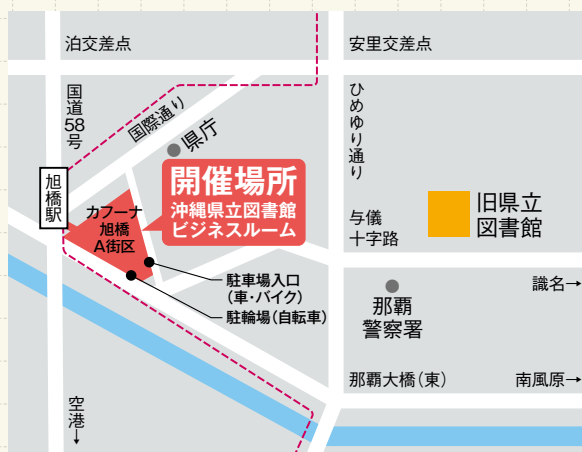 泊交差点
安里交差点
国道58号
国際通り
県庁
ひめゆり通り
旭橋駅
カフーナ
旭橋
A街区
開催場所
沖縄県立図書館
ビジネスルーム
与儀
十字路
旧県立
図書館
駐車場入口
(車・バイク)
駐輪場(自転車)
識名→
那覇
警察署
那覇大橋(東)
南風原→
空港→